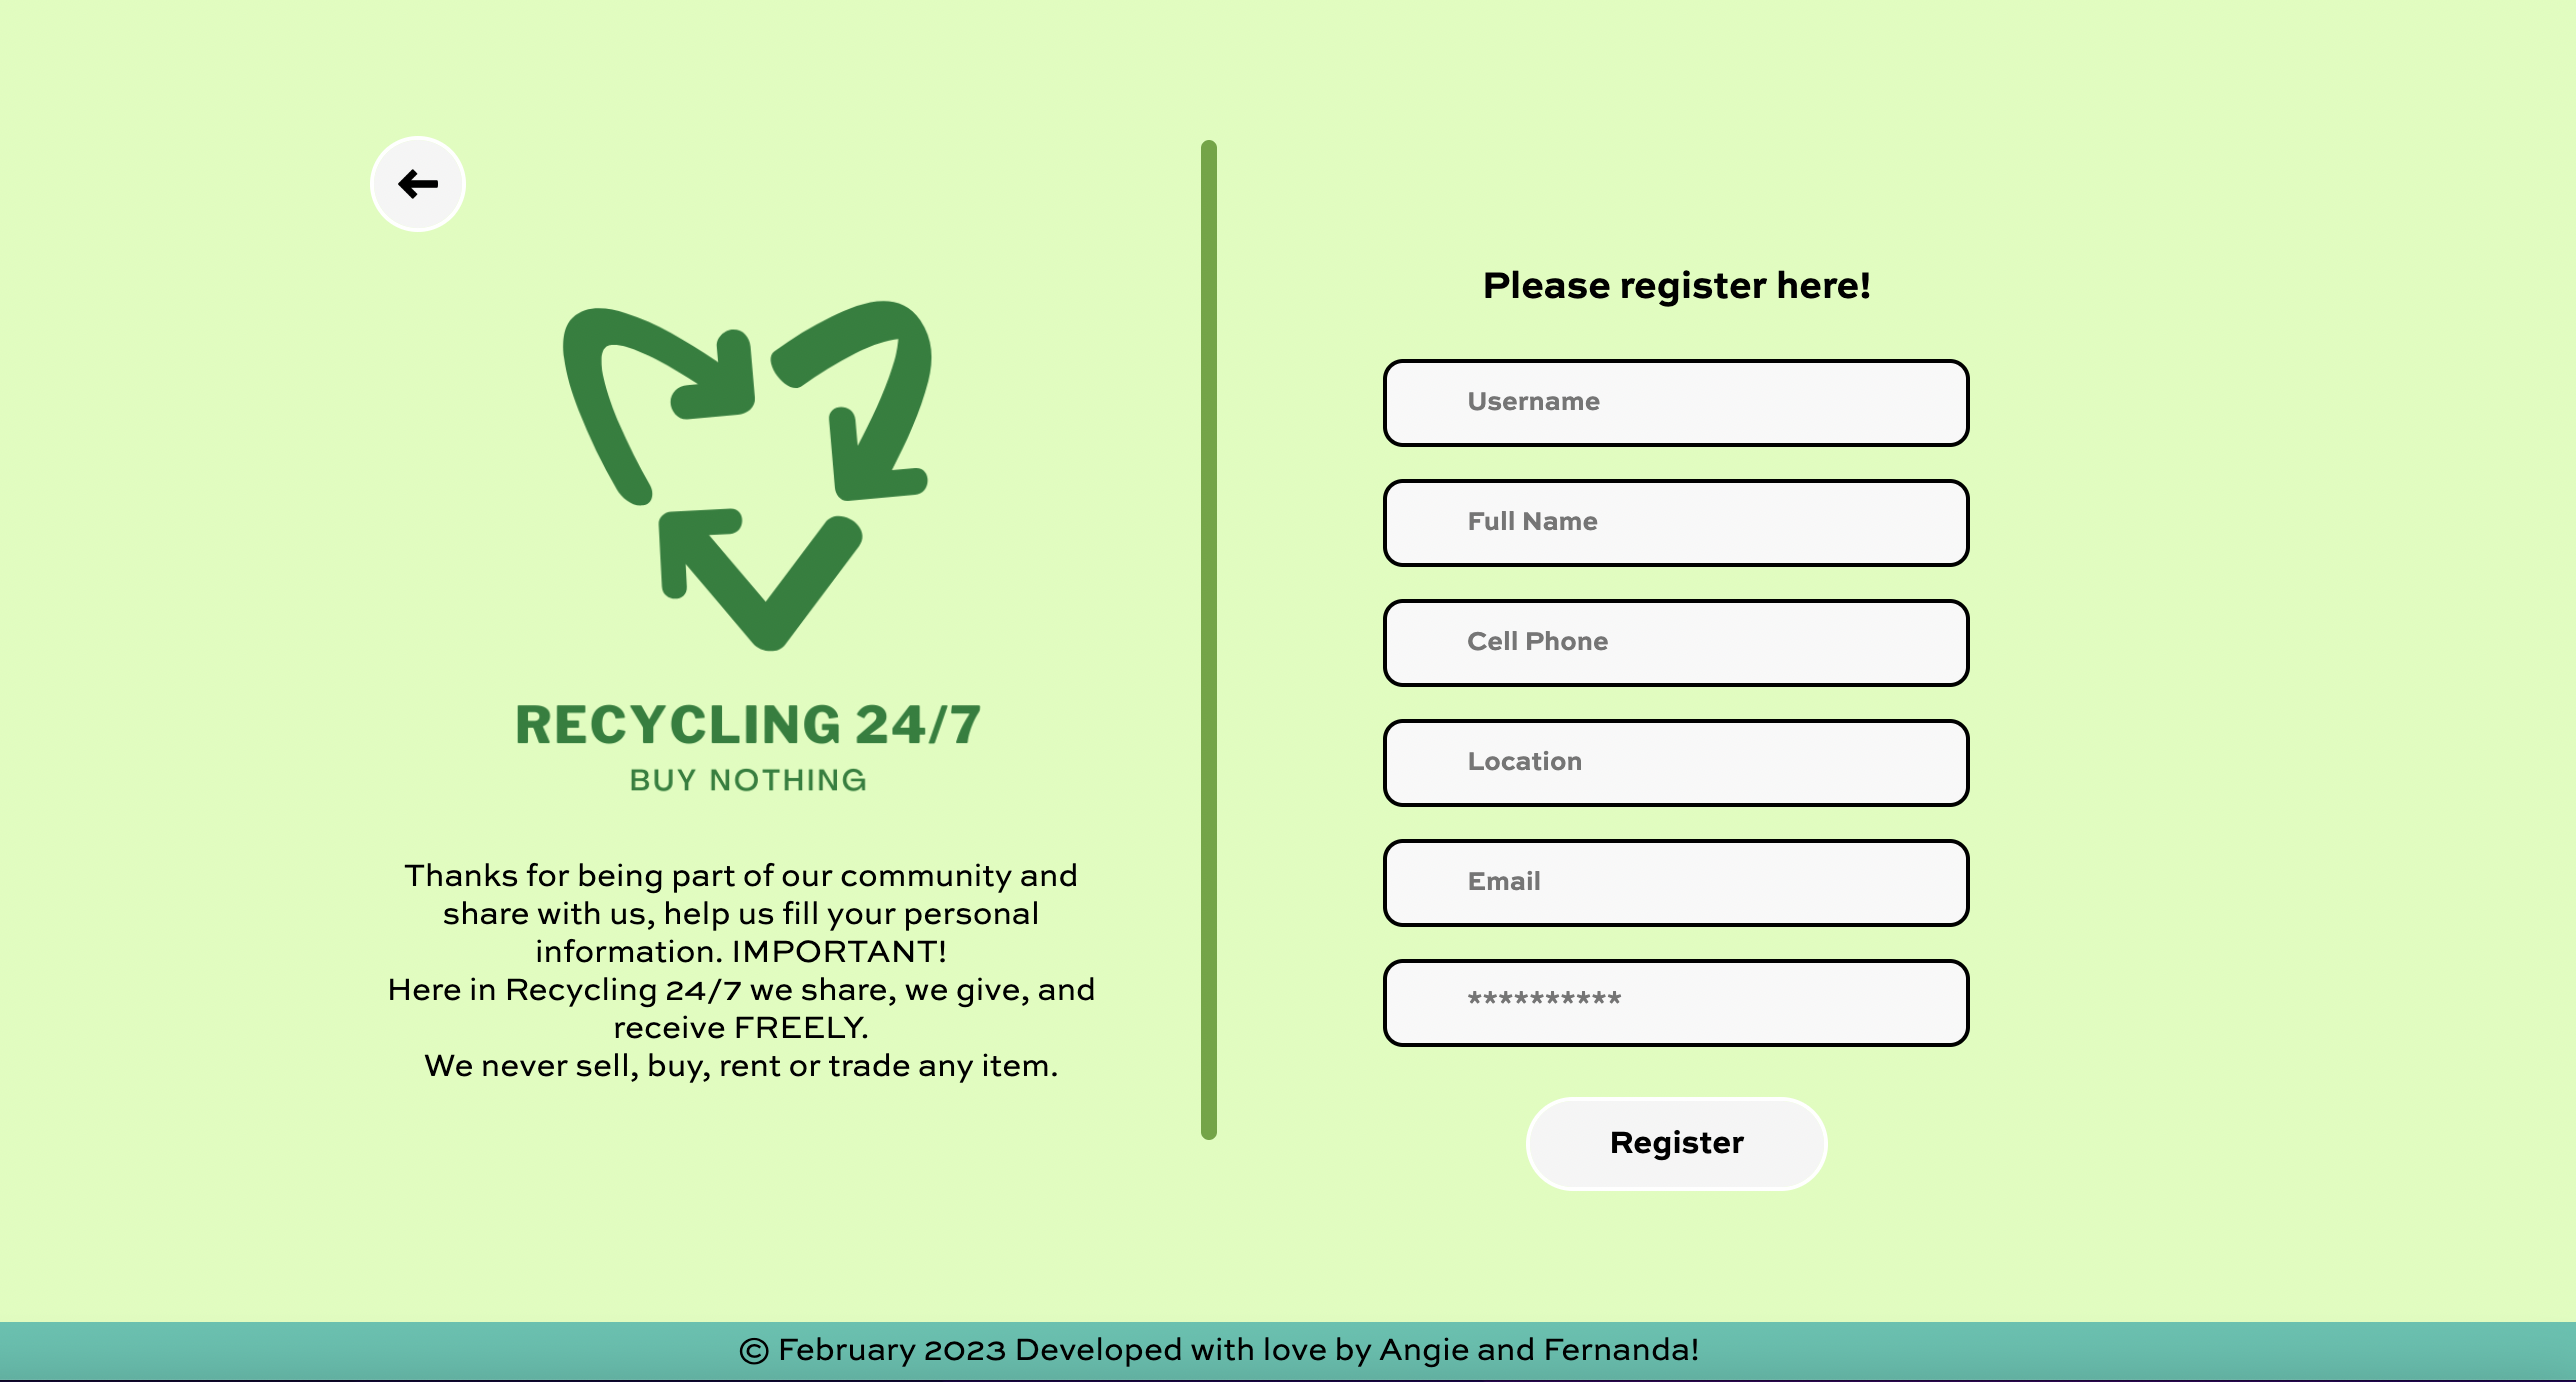 RECYCLING 24/7
BUY NOTHING
Thanks for being part of our community and
share with us, help us fill your personal
information. IMPORTANT!
Here in Recycling 24/7 we share, we give, and
receive FREELY.
We never sell, buy, rent or trade any item.
Please register here!
Username
Full Name
Cell Phone
Location
Email
**********
Register
© February 2023 Developed with love by Angie and Fernanda!